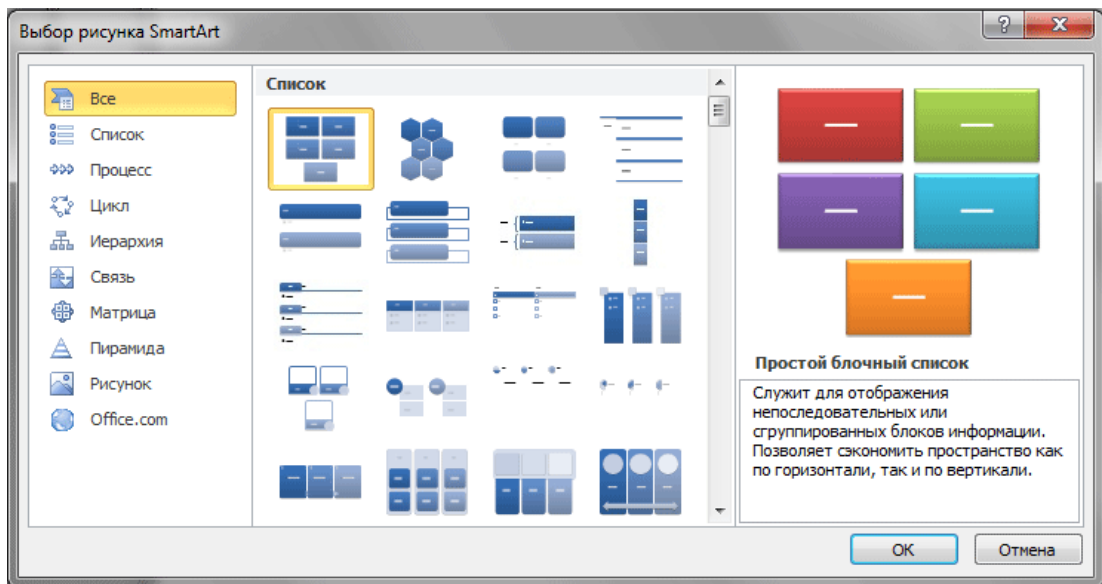 Выбор рисунка SmartArt
Все
Список
Процесс
Цикл
Иерархия
Связь
Матрица
Пирамида
Рисунок
Office.com
Список
Простой блочный список
Служит для отображения
непоследовательных или
сгруппированных блоков информации.
Позволяет сэкономить пространство как
по горизонтали, так и по вертикали.
ОК
Отмена